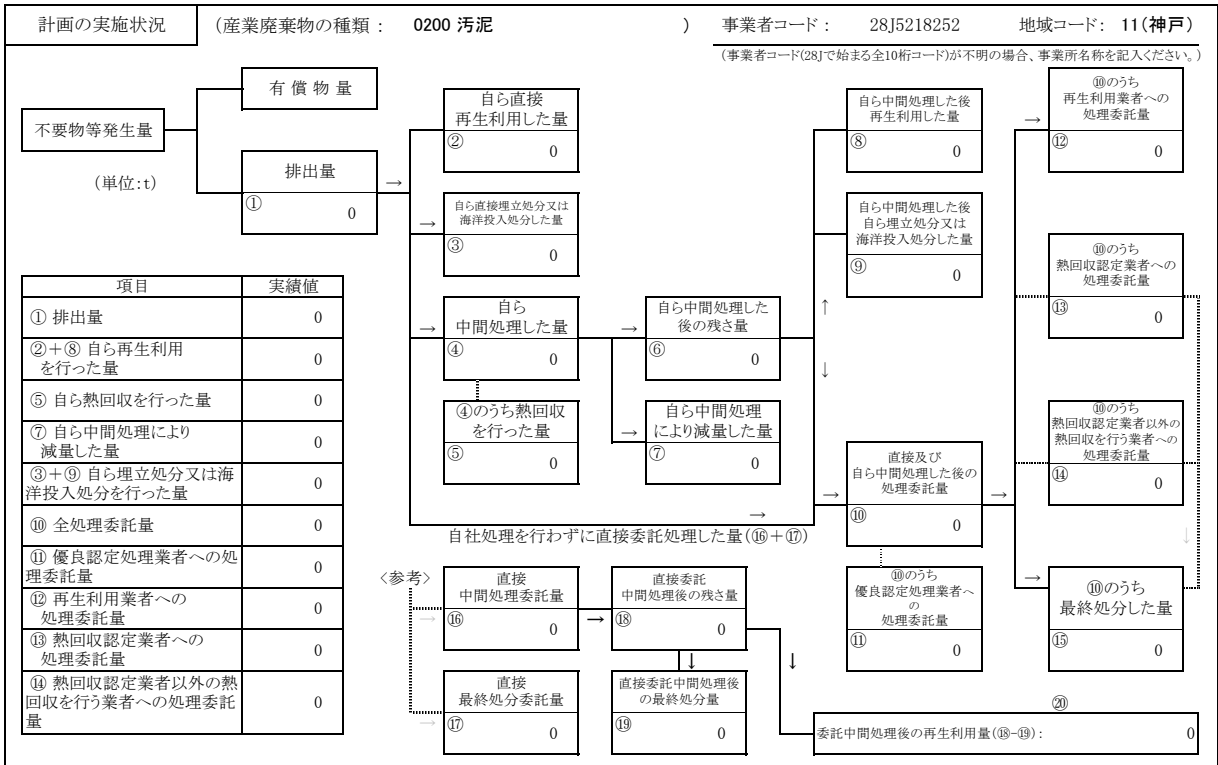 計画の実施状況
(産業廃棄物の種類： 0200 汚泥 )
事業者コード： 28J5218252 地域コード： 11(神戸)
(事業者コード(28Jで始まる全10桁コード)が不明の場合、事業所名称を記入ください。)
不要物等発生量
(単位:t)
有償物量
排出量
①
0
→
自ら直接
再生利用した量
②
0
→
自ら直接埋立処分又は
海洋投入処分した量
③
0
→
自ら
中間処理した量
④
0
④のうち熱回収
を行った量
⑤
0
→
自ら中間処理した
後の残さ量
⑥
0
→
自ら中間処理
により減量した量
⑦
0
自ら中間処理した後
再生利用した量
⑧
0
自ら中間処理した後
自ら埋立処分又は
海洋投入処分した量
⑨
0
↑
↓
→
自社処理を行わずに直接委託処理した量(⑯+⑰)
→
直接及び
自ら中間処理した後の
処理委託量
⑩
0
→
⑩のうち
優良認定処理業者へ
の
処理委託量
⑪
0
→
⑩のうち
再生利用業者への
処理委託量
⑫
0
⑩のうち
熱回収認定業者への
処理委託量
⑬
0
⑩のうち
熱回収認定業者以外の
熱回収を行う業者への
処理委託量
⑭
0
↓
→
⑩のうち
最終処分した量
⑮
0
項目 実績値
① 排出量 0
②+⑧ 自ら再生利用
を行った量 0
⑤ 自ら熱回収を行った量 0
⑦ 自ら中間処理により
減量した量 0
③+⑨ 自ら埋立処分又は海
洋投入処分を行った量 0
⑩ 全処理委託量 0
⑪ 優良認定処理業者への処
理委託量 0
⑫ 再生利用業者への
処理委託量 0
⑬ 熱回収認定業者への
処理委託量 0
⑭ 熱回収認定業者以外の熱
回収を行う業者への処理委託
量 0
〈参考〉
→
直接
中間処理委託量
⑯
0
→
直接委託
中間処理後の残さ量
⑱
0
→
直接
最終処分委託量
⑰
0
↓
直接委託中間処理後
の最終処分量
⑲
0
↓
⑳
委託中間処理後の再生利用量(⑱-⑲)： 0